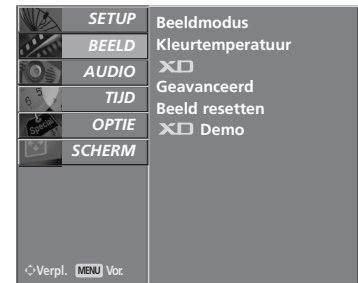 SETUP
BEELD
AUDIO
TIJD
OPTIE
SCHERM
Beeldmodus
Kleurtemperatuur
XD
Geavanceerd
Beeld resetten
XD Demo
Verpl. MENU Vor.